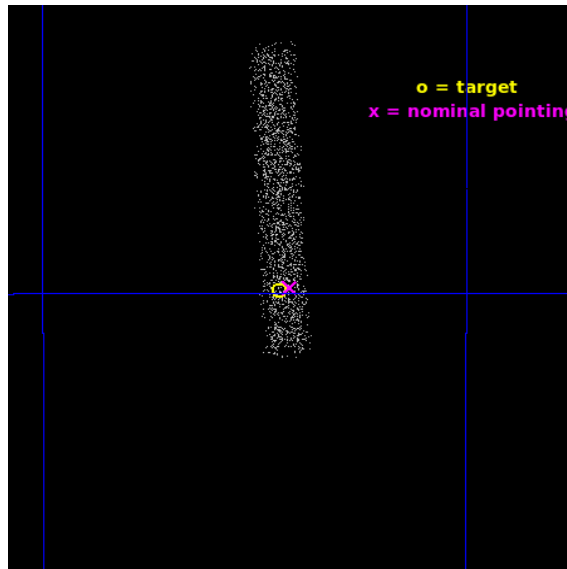 o = target
x = nominal pointing